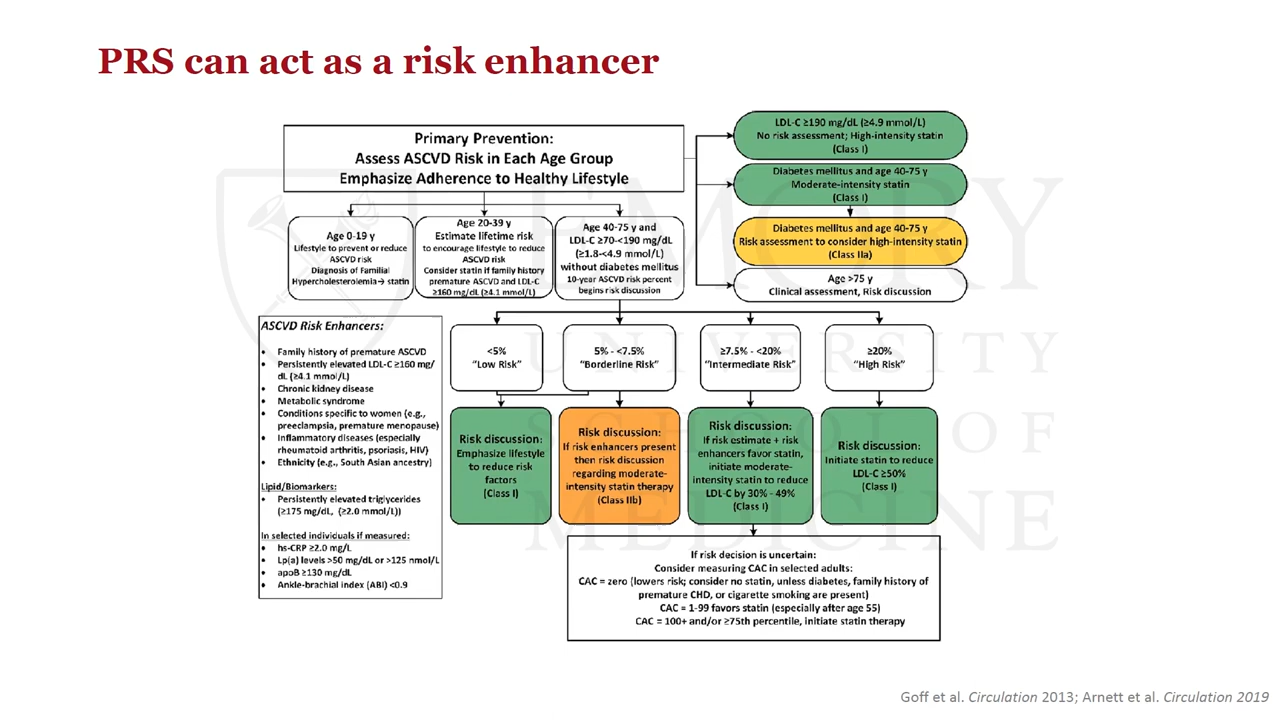 PRS can act as a risk enhancer
Primary Prevention:
Assess ASCVD Risk in Each Age Group
Emphasize Adherence to Healthy Lifestyle
LDL-C ≥190 mg/dL (≥4.9 mmol/L)
No risk assessment; High-intensity statin
(Class I)
Diabetes mellitus and age 40-75 y
Moderate-intensity statin
(Class I)
Diabetes mellitus and age 40-75 y
Risk assessment to consider high-intensity statin
(Class IIa)
Age >75 y
Clinical assessment, Risk discussion
Age 0-19 y
Lifestyle to prevent or reduce
ASCVD risk
Diagnosis of Familial
Hypercholesterolemia→ statin
Age 20-39 y
Estimate lifetime risk
to encourage lifestyle to reduce
ASCVD risk
Consider statin if family history
premature ASCVD and LDL-C
≥160 mg/dL (≥4.1 mmol/L)
Age 40-75 y and
LDL-C ≥70-<190 mg/dL
(≥1.8-<4.9 mmol/L)
without diabetes mellitus
10-year ASCVD risk percent
begins risk discussion
ASCVD Risk Enhancers:
• Family history of premature ASCVD
• Persistently elevated LDL-C ≥160 mg/
dL (≥4.1 mmol/L)
• Chronic kidney disease
• Metabolic syndrome
• Conditions specific to women (e.g.,
preeclampsia, premature menopause)
• Inflammatory diseases (especially
rheumatoid arthritis, psoriasis, HIV)
• Ethnicity (e.g., South Asian ancestry)
Lipid/Biomarkers:
• Persistently elevated triglycerides
(≥175 mg/dL, (≥2.0 mmol/L))
In selected individuals if measured:
• hs-CRP ≥2.0 mg/L
• Lp(a) levels >50 mg/dL or >125 nmol/L
• apoB ≥130 mg/dL
• Ankle-brachial index (ABI) <0.9
<5%
"Low Risk"
5% - <7.5%
"Borderline Risk"
≥7.5% - <20%
"Intermediate Risk"
≥20%
"High Risk"
Risk discussion:
Emphasize lifestyle
to reduce risk
factors
(Class I)
Risk discussion:
If risk enhancers present
then risk discussion
regarding moderate-
intensity statin therapy
(Class IIb)
Risk discussion:
If risk estimate + risk
enhancers favor statin,
initiate moderate-
intensity statin to reduce
LDL-C by 30% - 49%
(Class I)
Risk discussion:
Initiate statin to reduce
LDL-C ≥50%
(Class I)
If risk decision is uncertain:
Consider measuring CAC in selected adults:
CAC = zero (lowers risk; consider no statin, unless diabetes, family history of
premature CHD, or cigarette smoking are present)
CAC = 1-99 favors statin (especially after age 55)
CAC = 100+ and/or ≥75th percentile, initiate statin therapy
EMORY
UNIVERSITY
SCHOOL OF
MEDICINE
Goff et al. Circulation 2013; Arnett et al. Circulation 2019